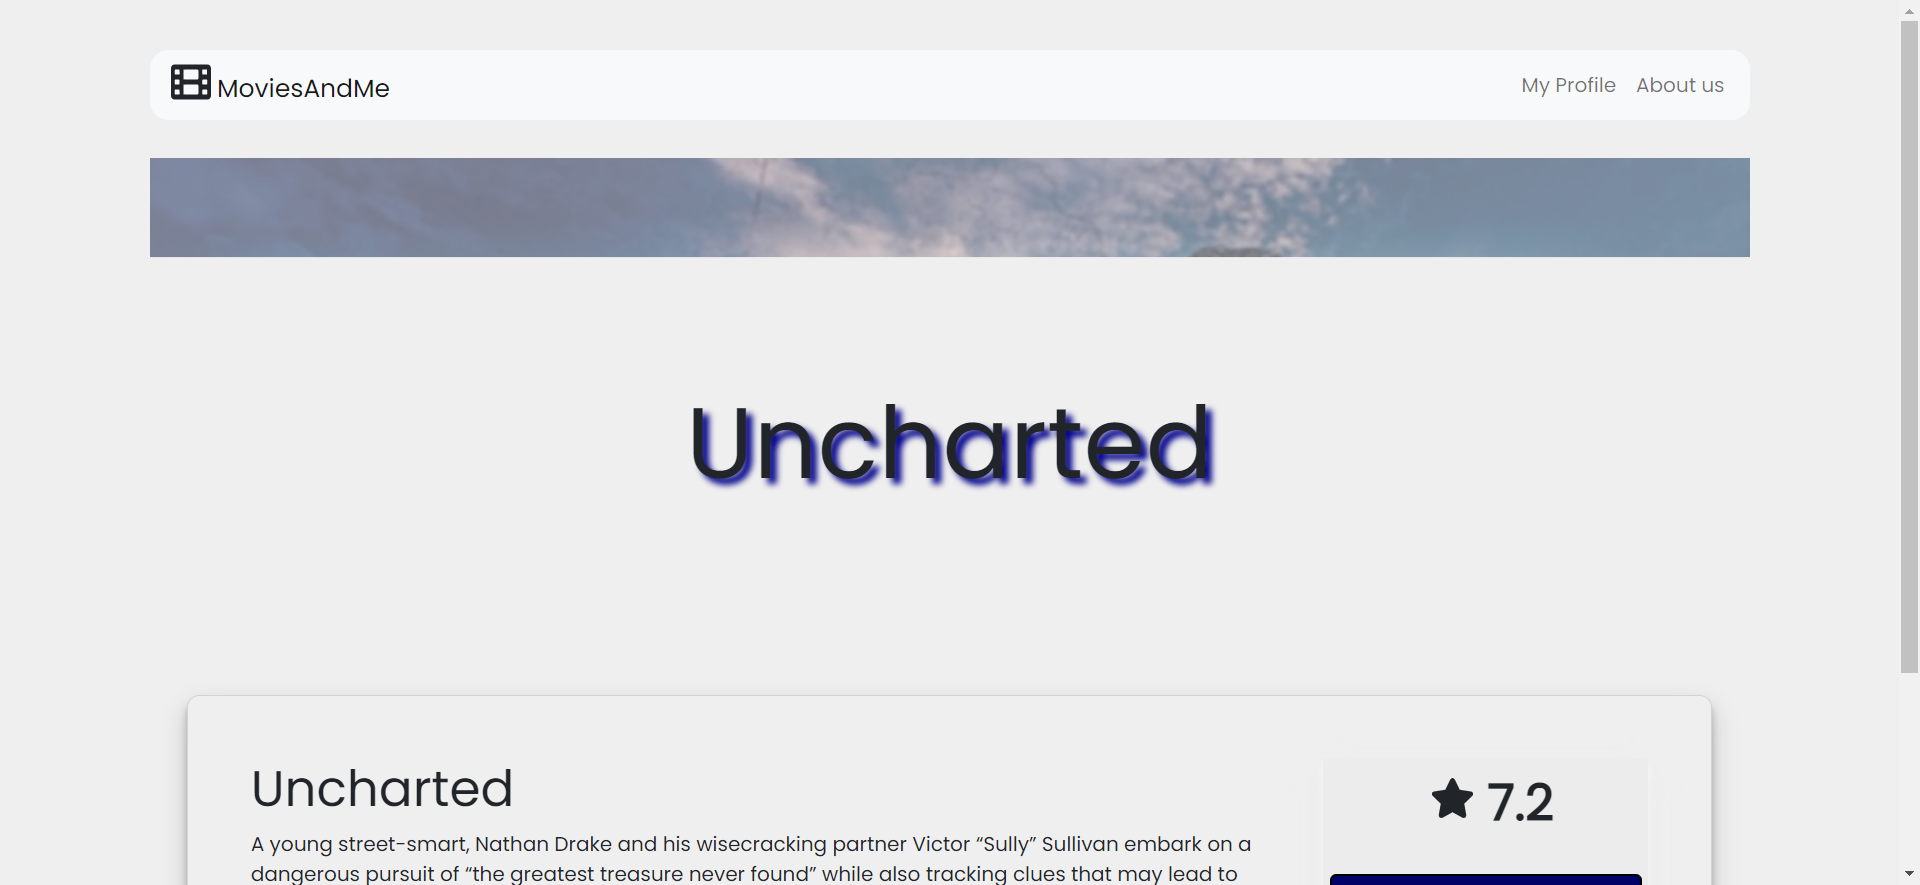 MoviesAndMe
My Profile About us
Uncharted
Uncharted
7.2
A young street-smart, Nathan Drake and his wisecracking partner Victor “Sully” Sullivan embark on a
dangerous pursuit of “the greatest treasure never found” while also tracking clues that may lead to